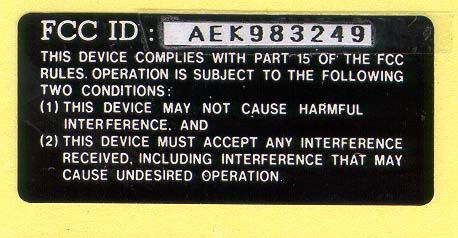 FCC ID: AEK983249
THIS DEVICE COMPLIES WITH PART 15 OF THE FCC
RULES. OPERATION IS SUBJECT TO THE FOLLOWING
TWO CONDITIONS:
(1) THIS DEVICE MAY NOT CAUSE HARMFUL
INTERFERENCE, AND
(2) THIS DEVICE MUST ACCEPT ANY INTERFERENCE
RECEIVED, INCLUDING INTERFERENCE THAT MAY
CAUSE UNDESIRED OPERATION.